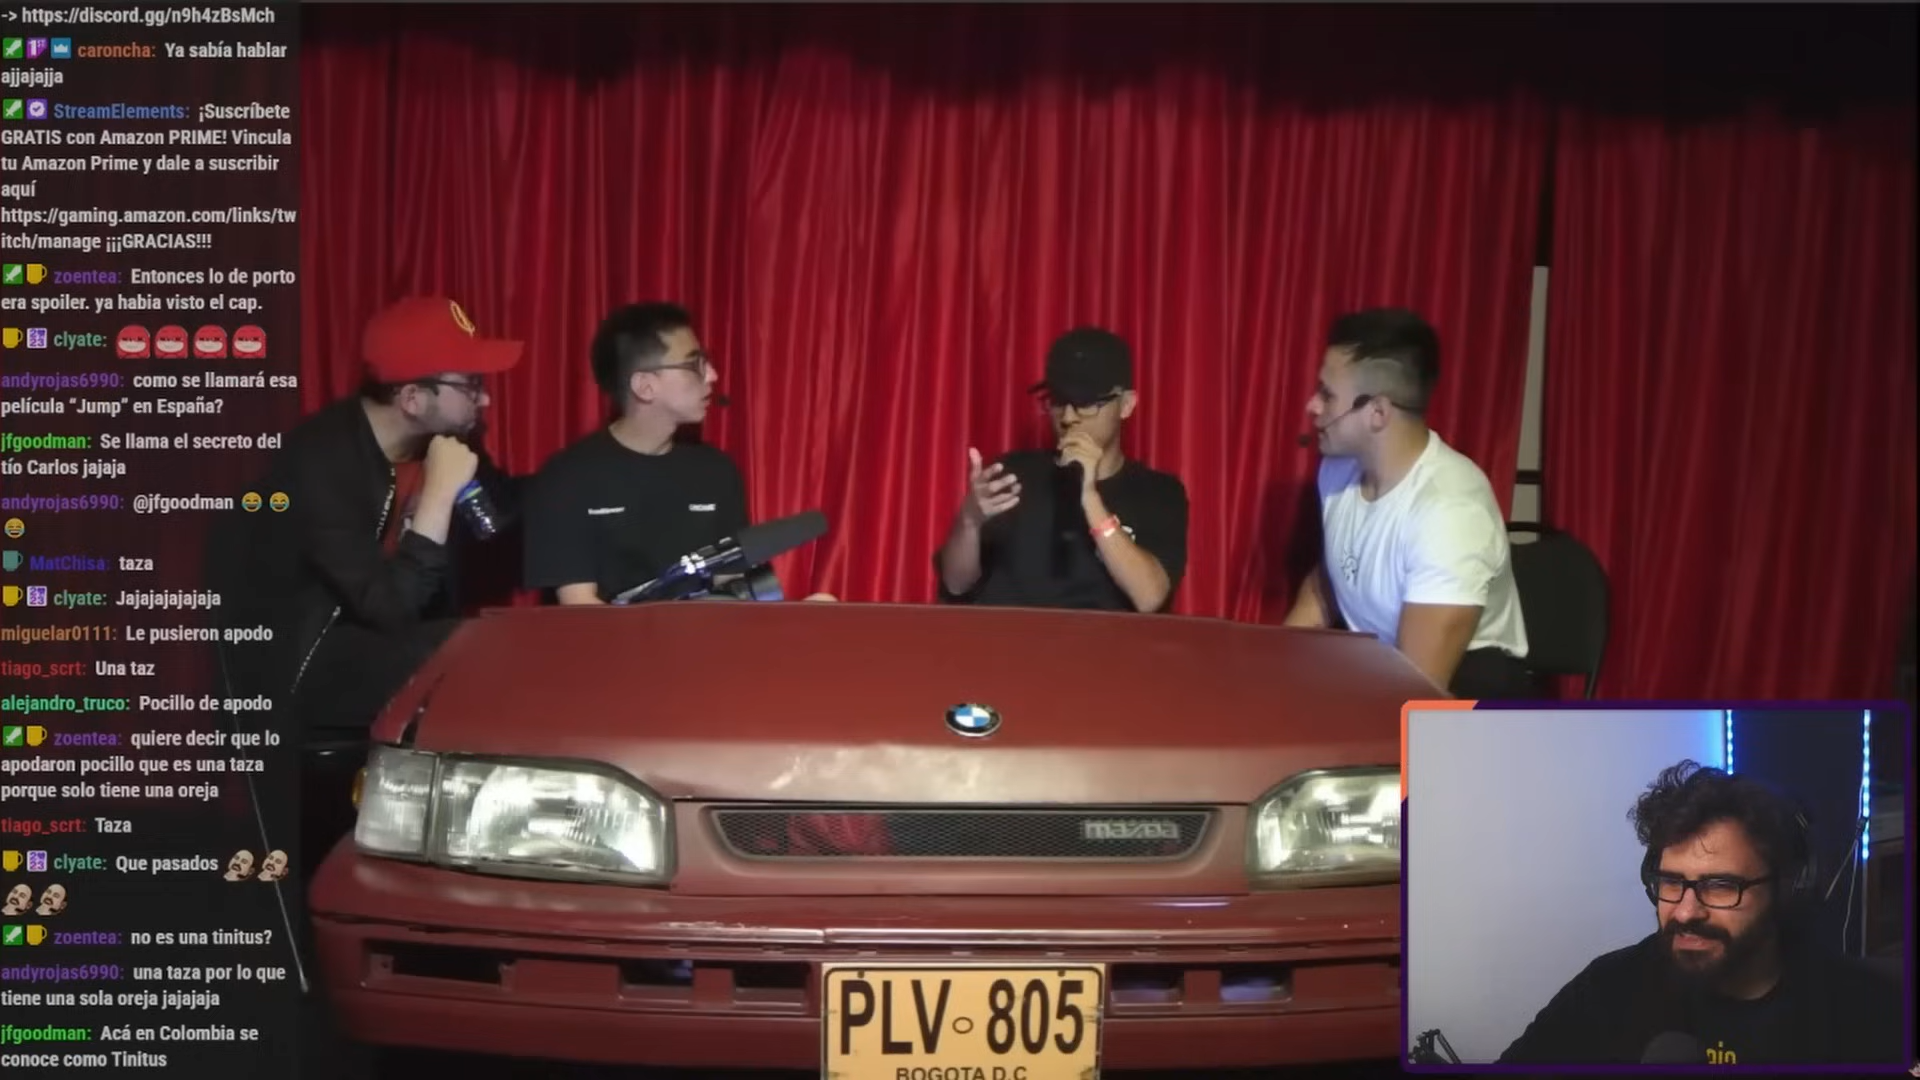 -> https://discord.gg/n9h4zBsMch
caroncha: Ya sabía hablar
ajjajajja
StreamElements: ¡Suscríbete
GRATIS con Amazon PRIME! Vincula
tu Amazon Prime y dale a suscribir
aquí
https://gaming.amazon.com/links/tw
itch/manage ¡¡¡GRACIAS!!!
zoentea: Entonces lo de porto
era spoiler. ya habia visto el cap.
clyate:
andyrojas6990: como se llamará esa
película “Jump” en España?
jfgoodman: Se llama el secreto del
tío Carlos jajaja
andyrojas6990: @jfgoodman 😂 😂
😂
MatChisa: taza
clyate: Jajajajajajaja
miguelar0111: Le pusieron apodo
tiago_scrt: Una taz
alejandro_truco: Pocillo de apodo
zoentea: quiere decir que lo
apodaron pocillo que es una taza
porque solo tiene una oreja
tiago_scrt: Taza
clyate: Que pasados
zoentea: no es una tinitus?
andyrojas6990: una taza por lo que
tiene una sola oreja jajajaja
jfgoodman: Acá en Colombia se
conoce como Tinitus
mazda
PLV 805
BOGOTA D.C